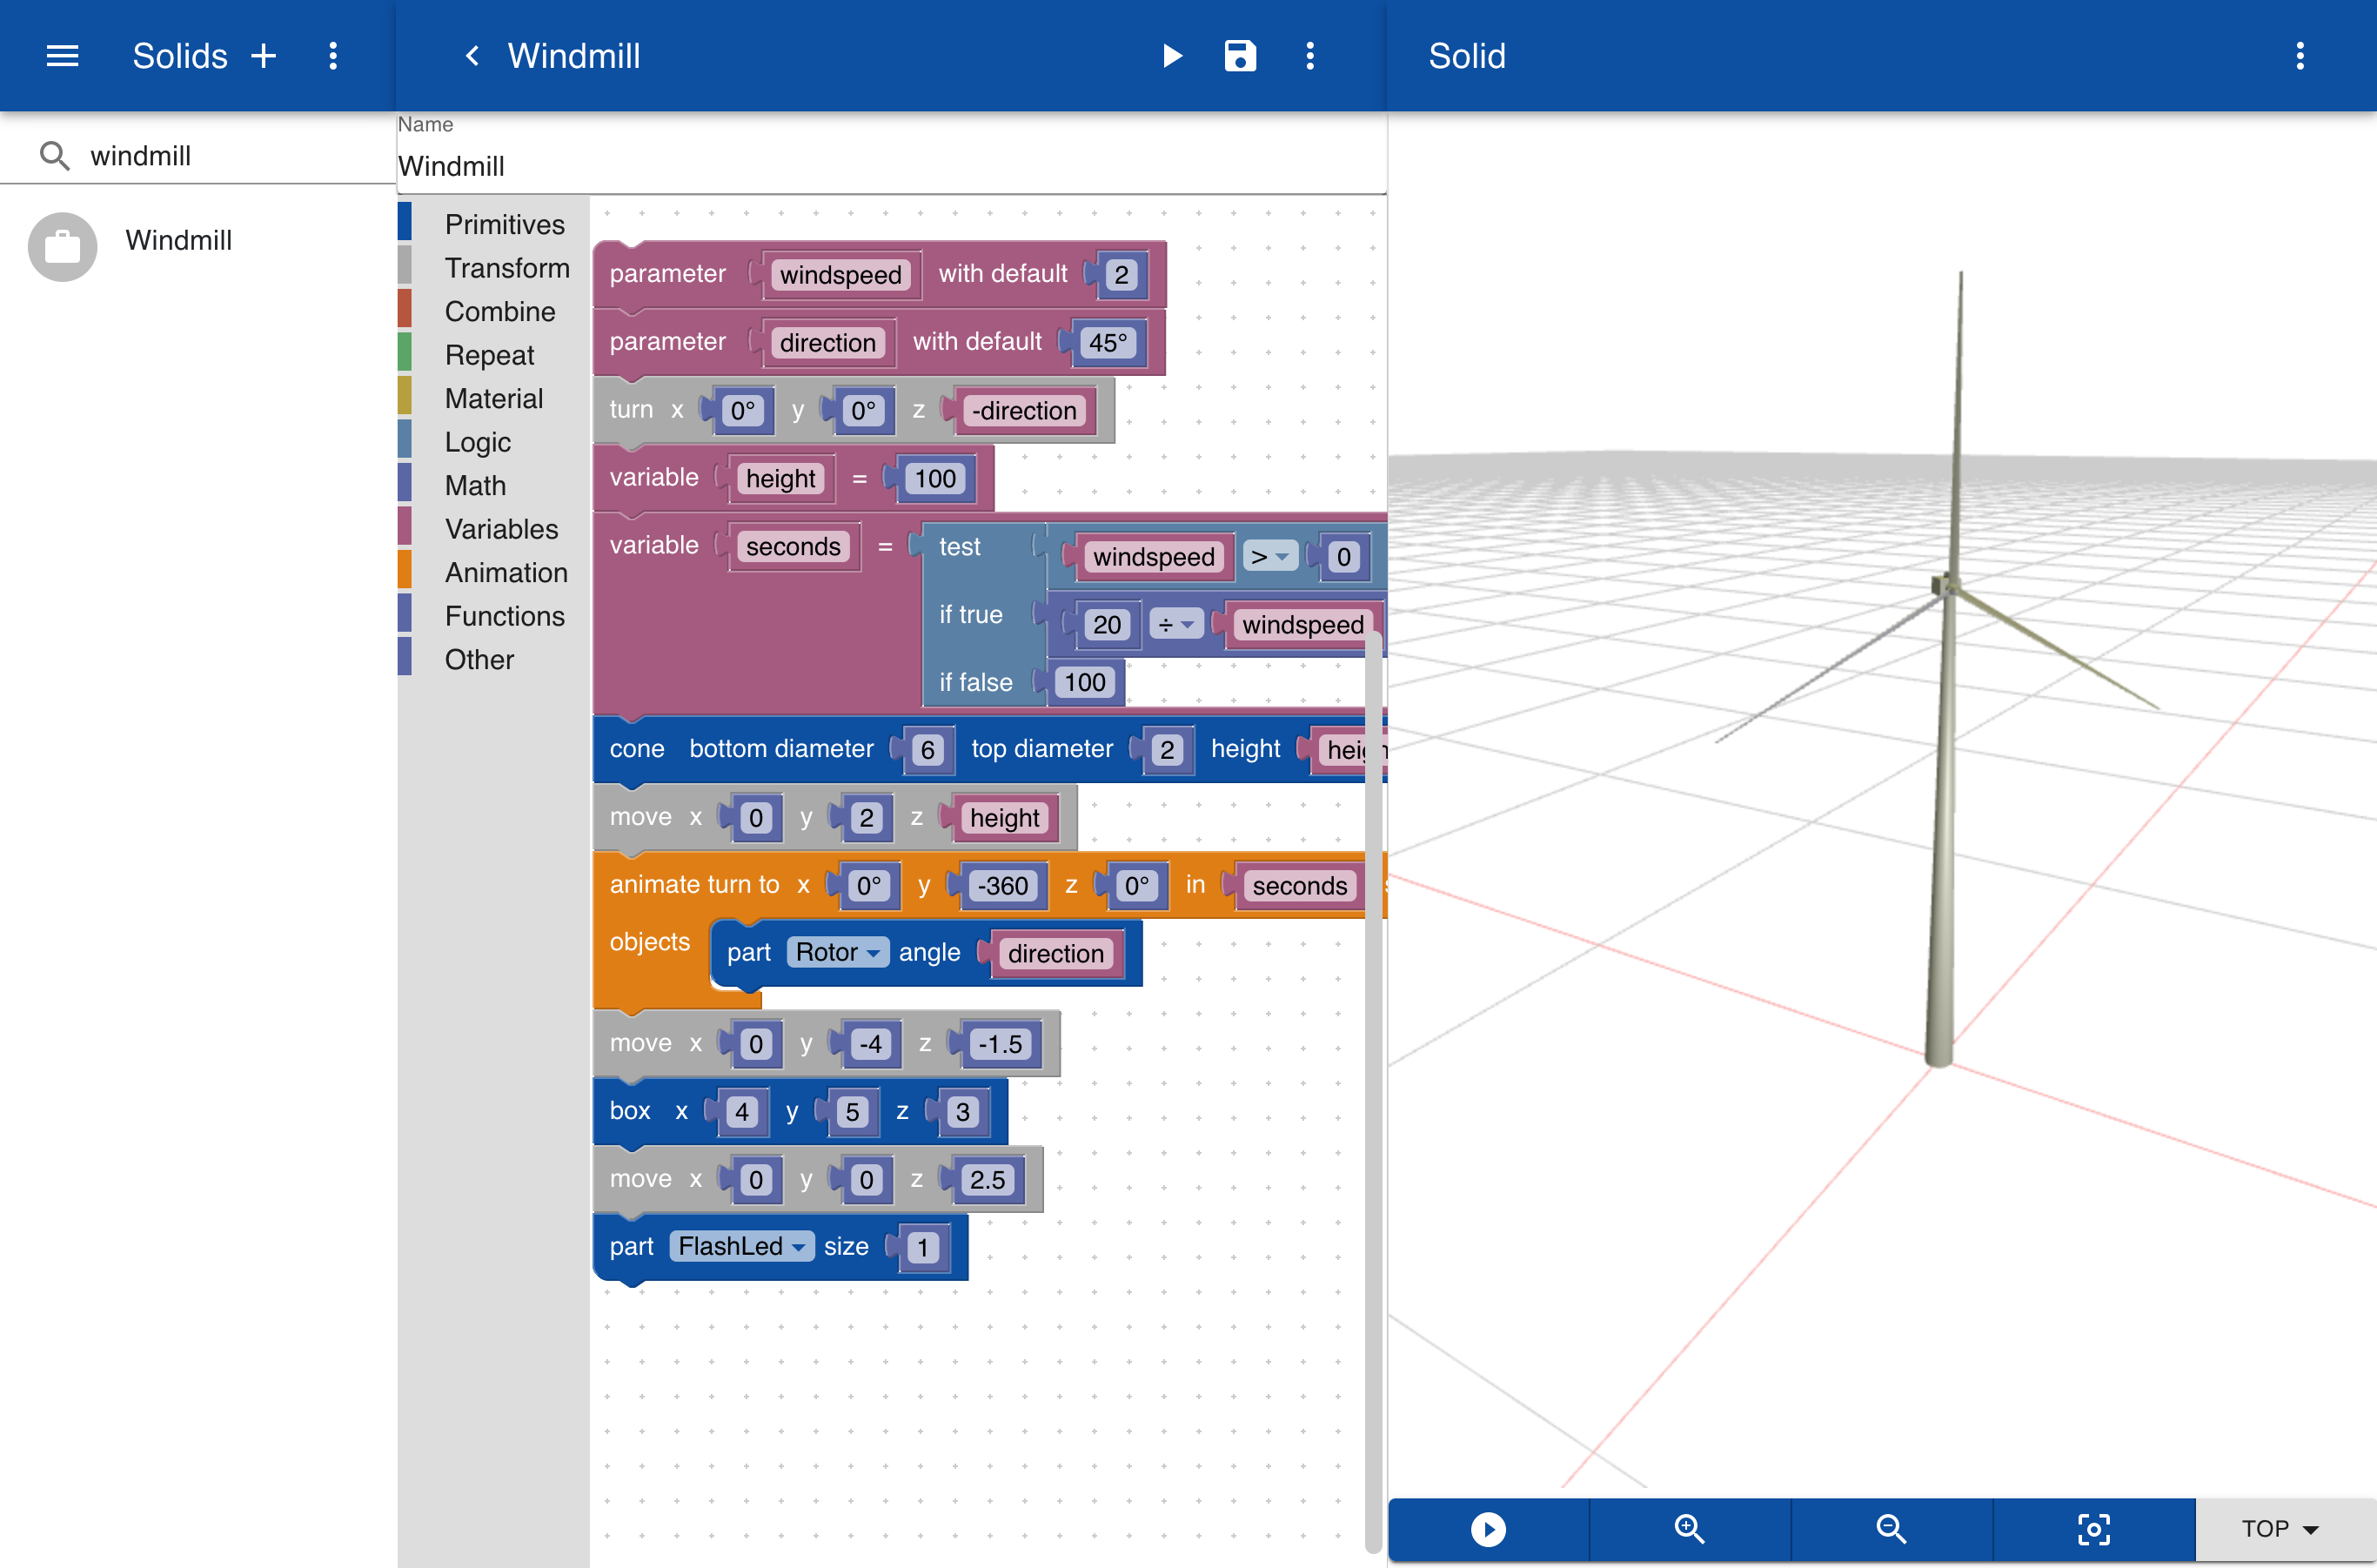 Solids
windmill
Windmill
Windmill
Name
Windmill
Primitives
Transform
Combine
Repeat
Material
Logic
Math
Variables
Animation
Functions
Other
parameter windspeed with default 2
parameter direction with default 45°
turn x 0° y 0° z -direction
variable height = 100
variable seconds = test windspeed > 0
if true 20 ÷ windspeed
if false 100
cone bottom diameter 6 top diameter 2 height
move x 0 y 2 z height
animate turn to x 0° y -360 z 0° in seconds
objects part Rotor angle direction
move x 0 y -4 z -1.5
box x 4 y 5 z 3
move x 0 y 0 z 2.5
part FlashLed size 1
Solid
TOP